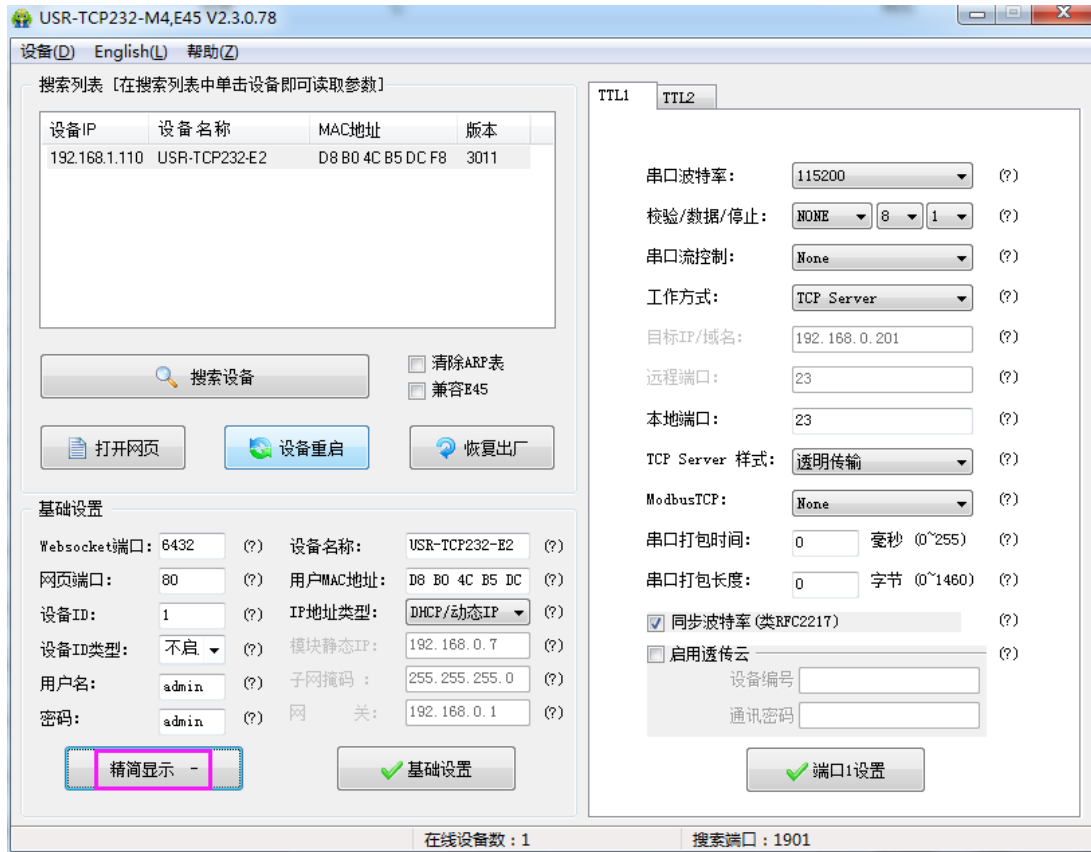 USR-TCP232-M4,E45 V2.3.0.78
设备(D) English(L) 帮助(Z)
搜索列表 [在搜索列表中单击设备即可读取参数]
设备IP 设备名称 MAC地址 版本
192.168.1.110 USR-TCP232-E2 D8 B0 4C B5 DC F8 3011
搜索设备
清除ARP表
兼容E45
打开网页 设备重启 恢复出厂
基础设置
Websocket端口: 6432 (?) 设备名称: USR-TCP232-E2 (?)
网页端口: 80 (?) 用户MAC地址: D8 B0 4C B5 DC (?)
设备ID: 1 (?) IP地址类型: DHCP/动态IP (?)
设备ID类型: 不启 (?) 模块静态IP: 192.168.0.7 (?)
用户名: admin (?) 子网掩码 : 255.255.255.0 (?)
密码: admin (?) 网 关: 192.168.0.1 (?)
精简显示 - 基础设置
TTL1 TTL2
串口波特率: 115200 (?)
校验/数据/停止: NONE 8 1 (?)
串口流控制: None (?)
工作方式: TCP Server (?)
目标IP/域名: 192.168.0.201 (?)
远程端口: 23 (?)
本地端口: 23 (?)
TCP Server 样式: 透明传输 (?)
ModbusTCP: None (?)
串口打包时间: 0 毫秒 (0~255) (?)
串口打包长度: 0 字节 (0~1460) (?)
同步波特率(类RFC2217) (?)
启用透传云 (?)
设备编号
通讯密码
端口1设置
在线设备数：1 搜索端口：1901